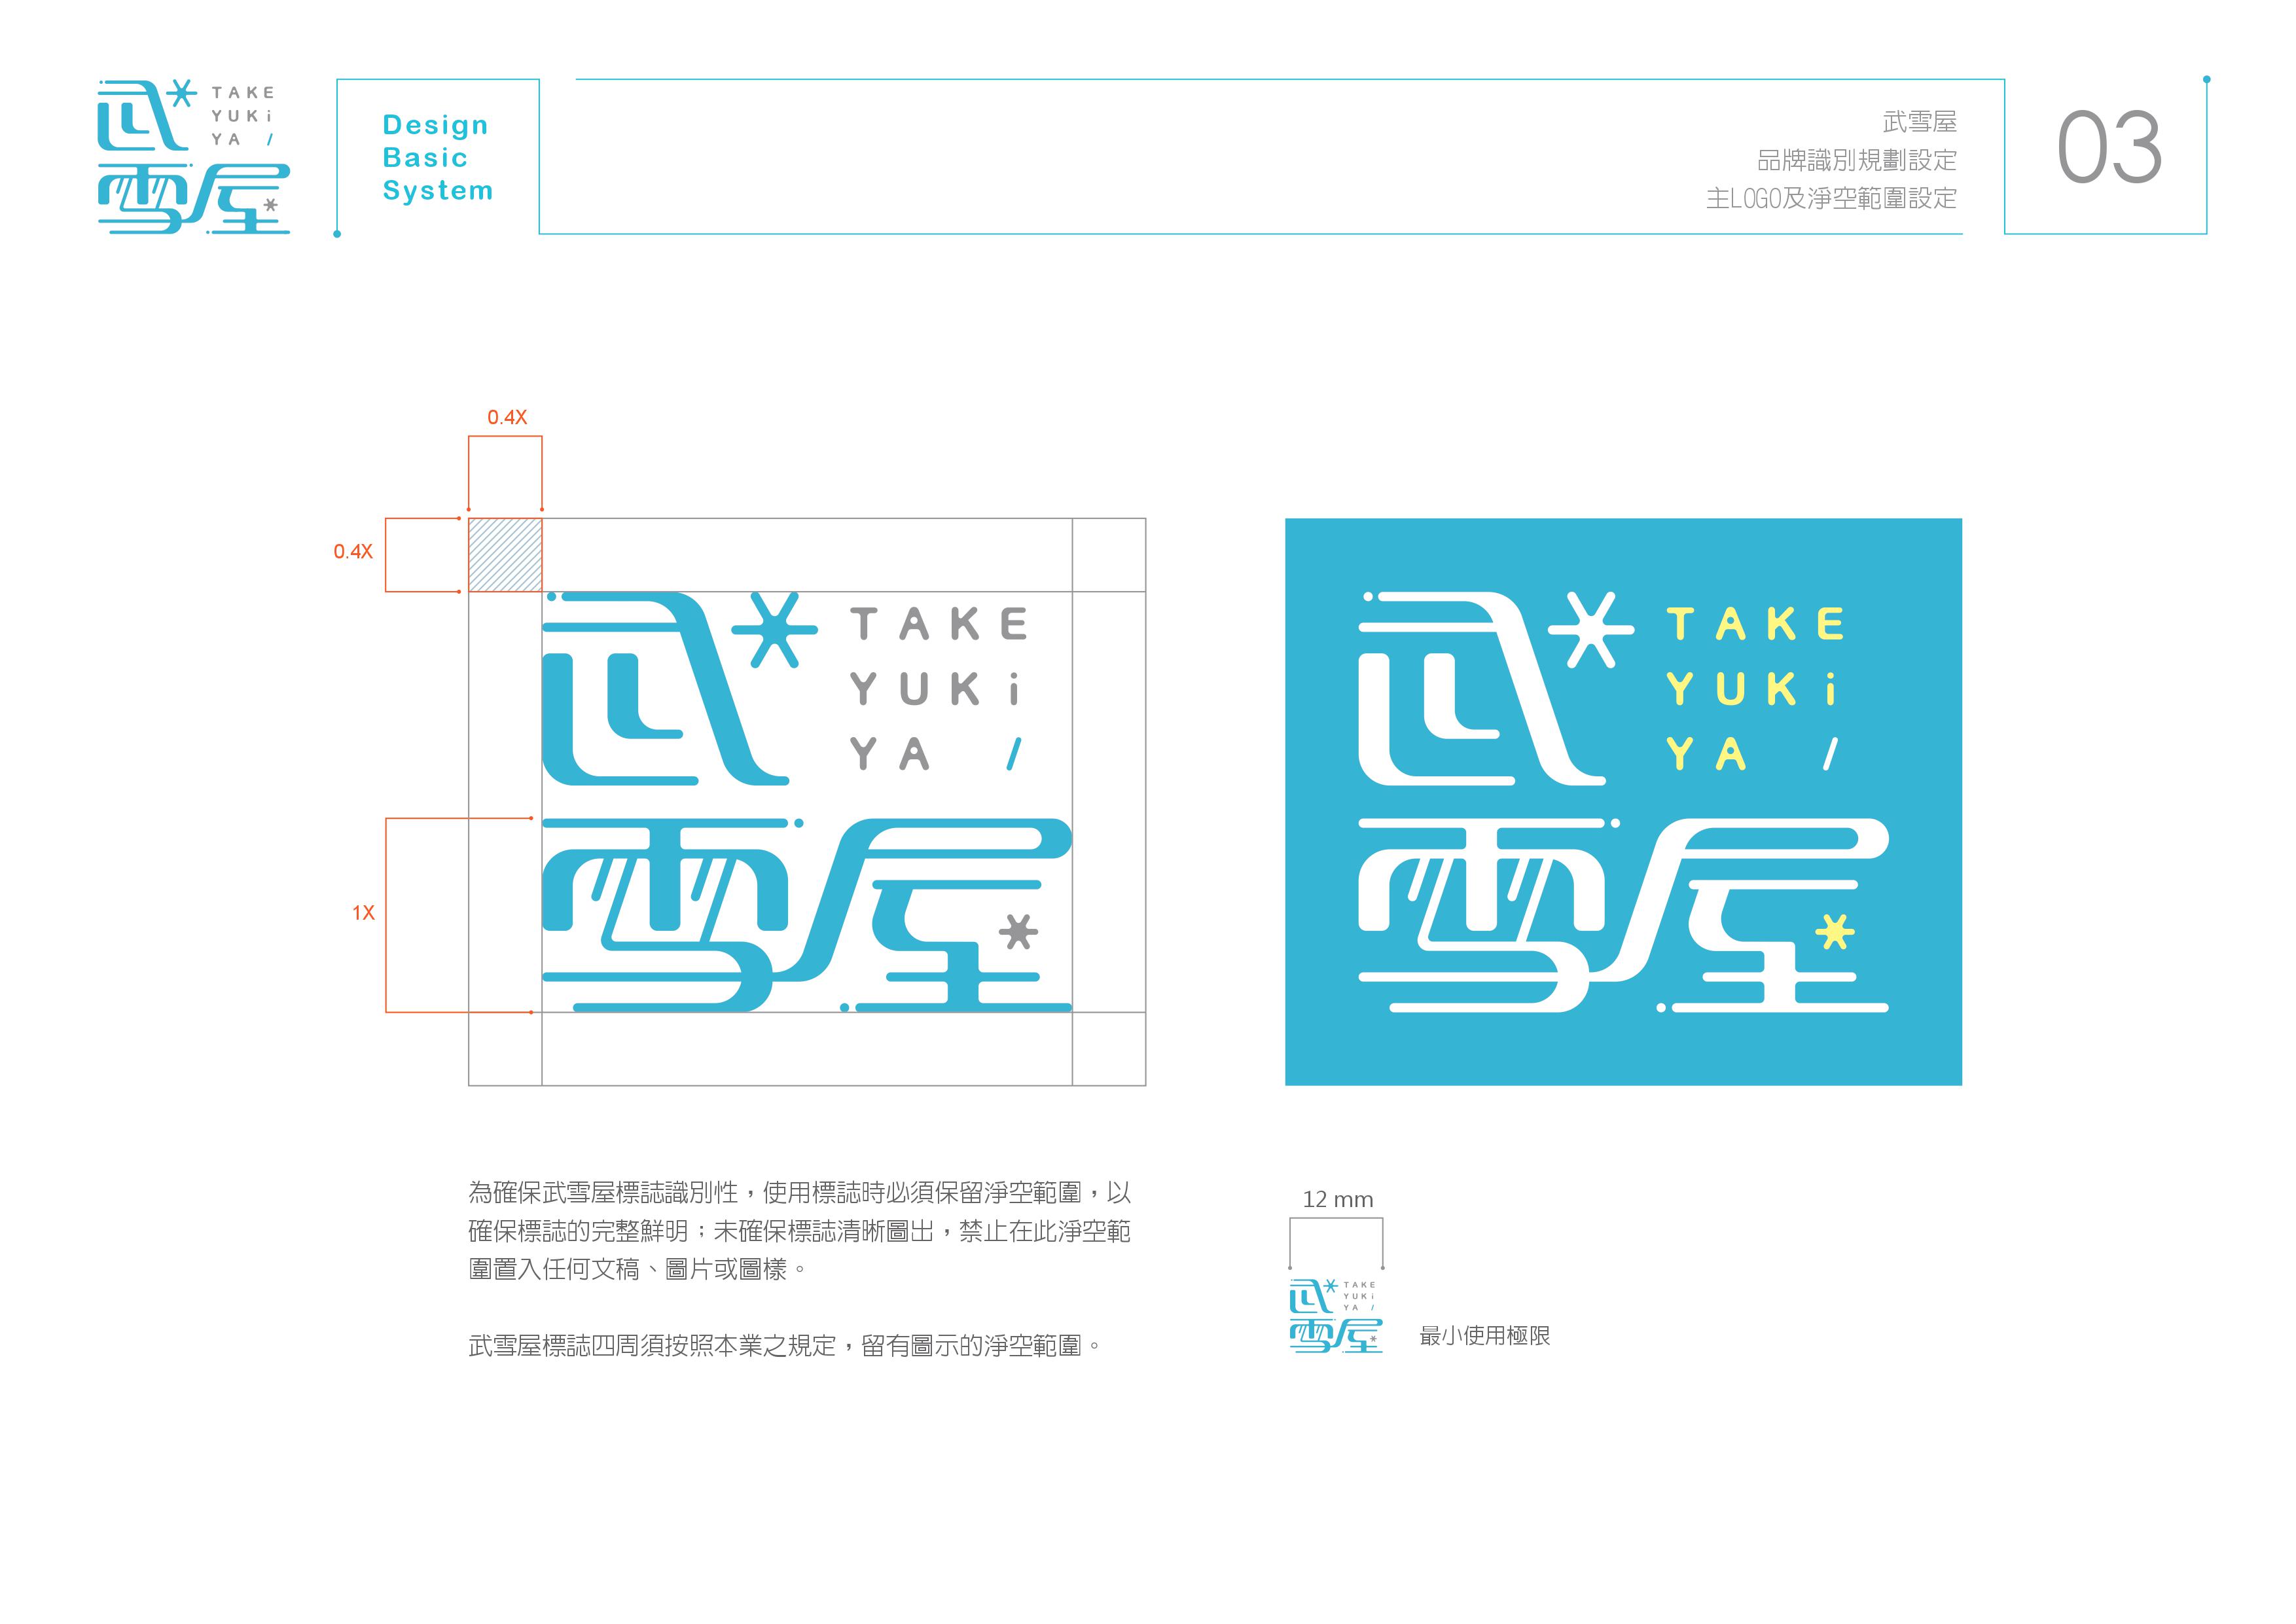 武 TAKE
YUKi
YA /
雪屋
Design
Basic
System
武雪屋
品牌識別規劃設定
主LOGO及淨空範圍設定
03
0.4X
0.4X
1X
武 TAKE
YUKi
YA /
雪屋
武 TAKE
YUKi
YA /
雪屋
為確保武雪屋標誌識別性，使用標誌時必須保留淨空範圍，以
確保標誌的完整鮮明；未確保標誌清晰圖出，禁止在此淨空範
圍置入任何文稿、圖片或圖樣。
武雪屋標誌四周須按照本業之規定，留有圖示的淨空範圍。
12 mm
武 TAKE
YUKi
YA /
雪屋
最小使用極限